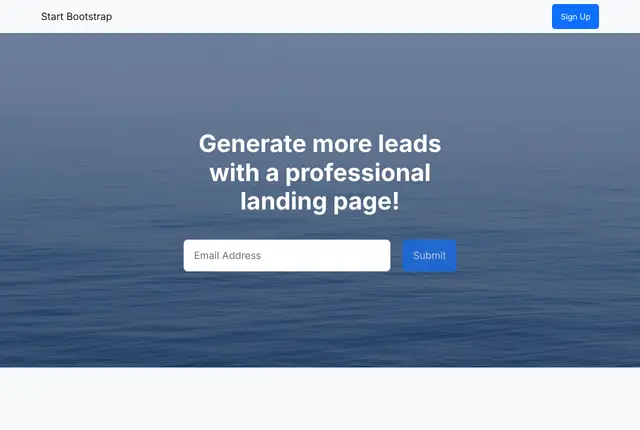 Start Bootstrap
Sign Up
Generate more leads
with a professional
landing page!
Email Address
Submit